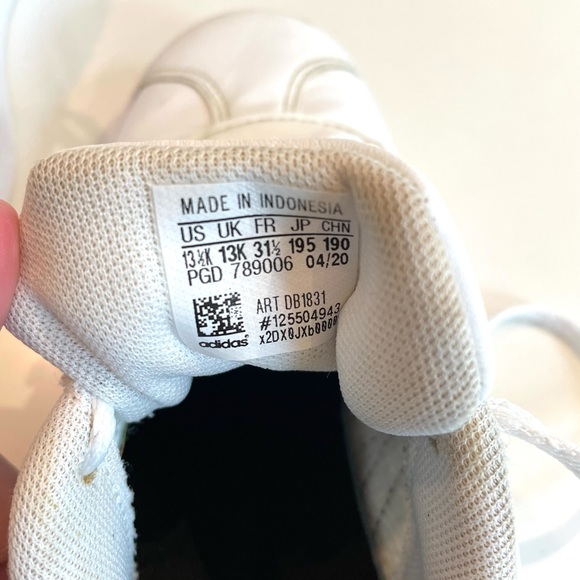 MADE IN INDONESIA
US UK FR JP CHN
13½K 13K 31½ 195 190
PGD 789006 04/20
ART DB1831
#125504943
adidas